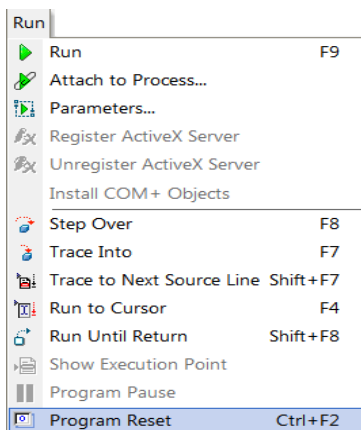 Run
Run F9
Attach to Process...
Parameters...
Register ActiveX Server
Unregister ActiveX Server
Install COM+ Objects
Step Over F8
Trace Into F7
Trace to Next Source Line Shift+F7
Run to Cursor F4
Run Until Return Shift+F8
Show Execution Point
Program Pause
Program Reset Ctrl+F2